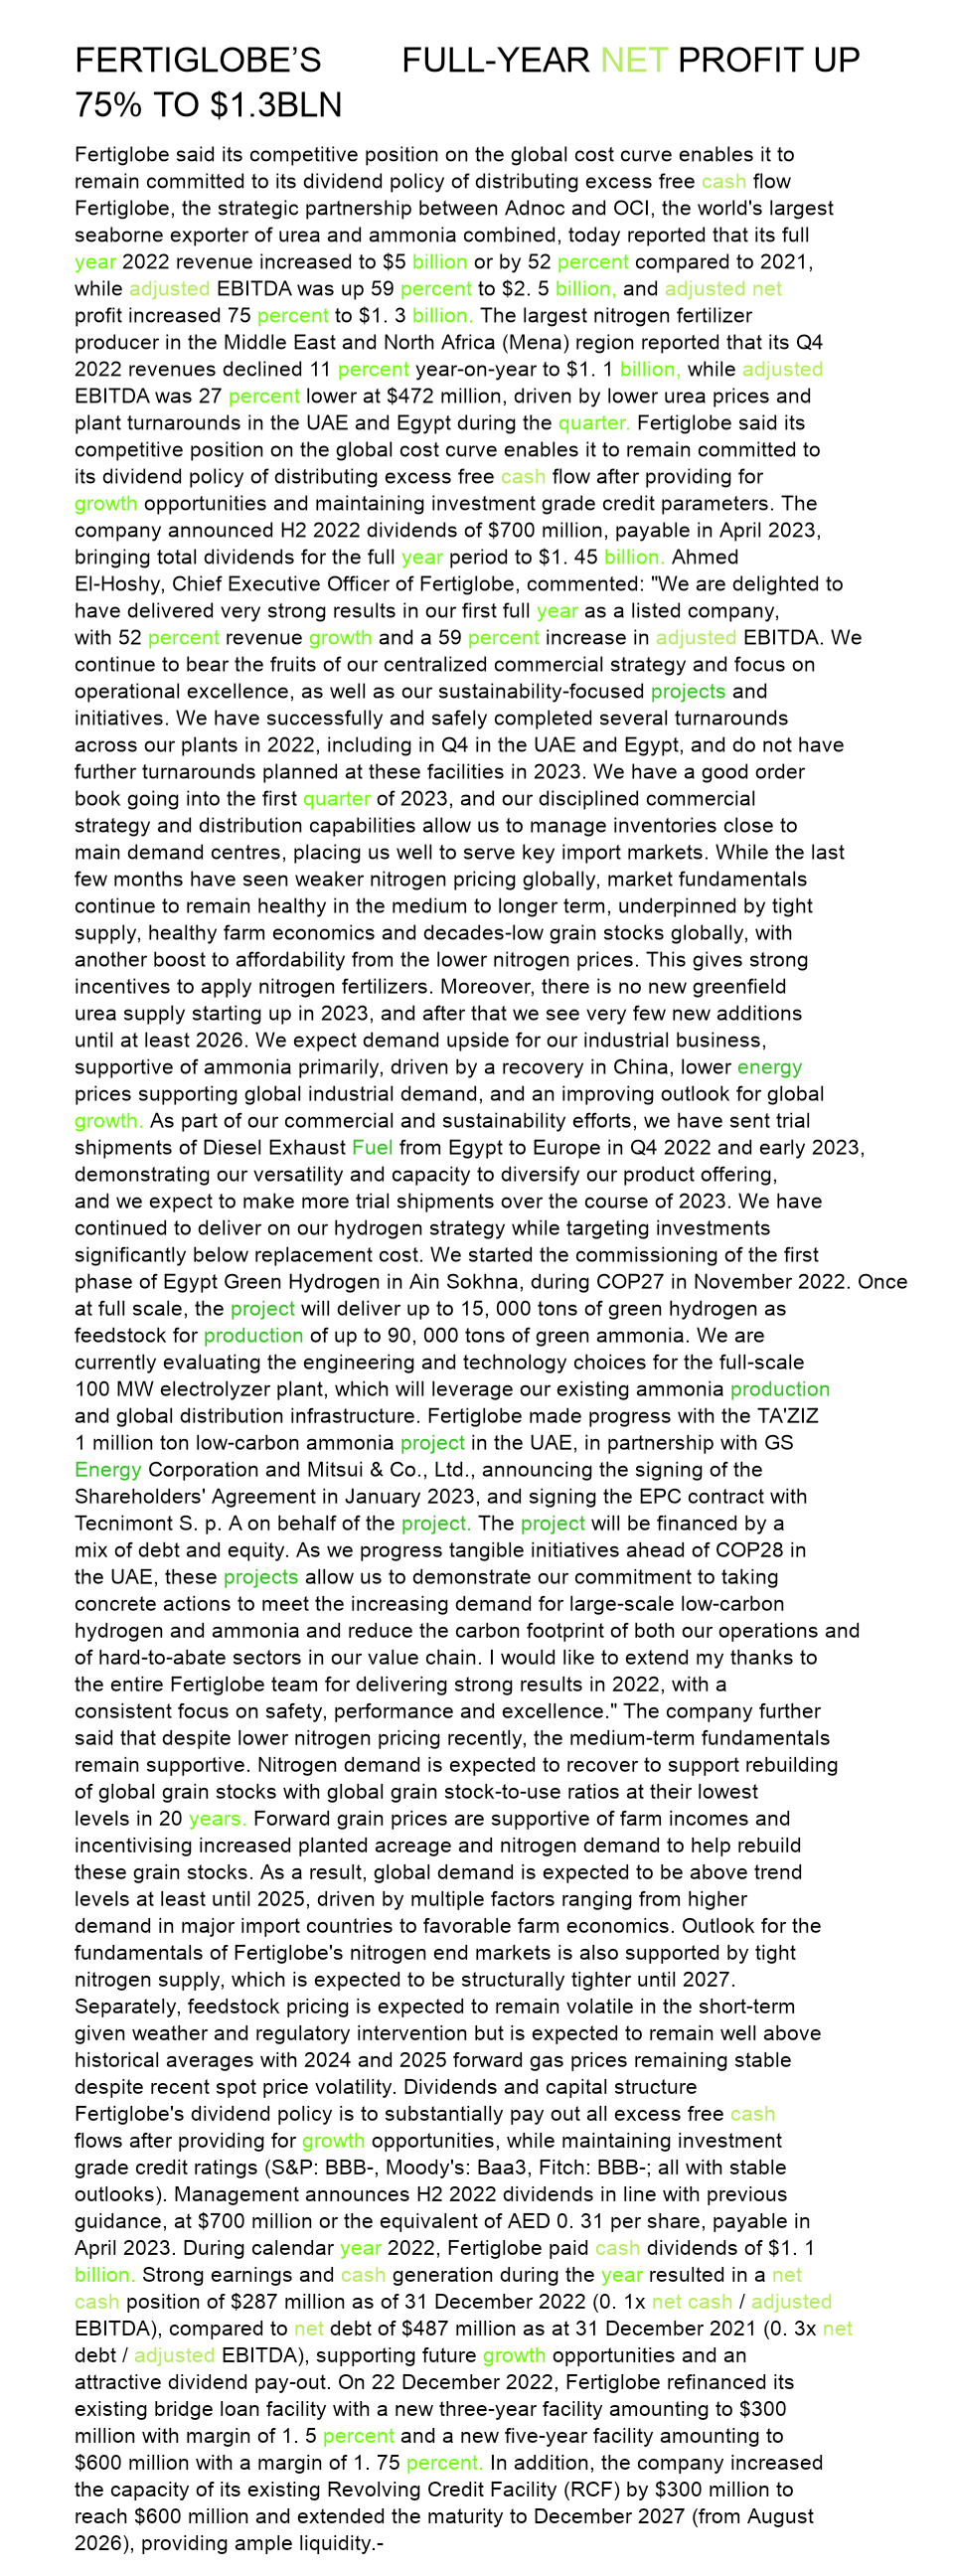 FERTIGLOBE’S FULL-YEAR NET PROFIT UP
75% TO $1.3BLN
Fertiglobe said its competitive position on the global cost curve enables it to
remain committed to its dividend policy of distributing excess free cash flow
Fertiglobe, the strategic partnership between Adnoc and OCI, the world's largest
seaborne exporter of urea and ammonia combined, today reported that its full
year 2022 revenue increased to $5 billion or by 52 percent compared to 2021,
while adjusted EBITDA was up 59 percent to $2. 5 billion, and adjusted net
profit increased 75 percent to $1. 3 billion. The largest nitrogen fertilizer
producer in the Middle East and North Africa (Mena) region reported that its Q4
2022 revenues declined 11 percent year-on-year to $1. 1 billion, while adjusted
EBITDA was 27 percent lower at $472 million, driven by lower urea prices and
plant turnarounds in the UAE and Egypt during the quarter. Fertiglobe said its
competitive position on the global cost curve enables it to remain committed to
its dividend policy of distributing excess free cash flow after providing for
growth opportunities and maintaining investment grade credit parameters. The
company announced H2 2022 dividends of $700 million, payable in April 2023,
bringing total dividends for the full year period to $1. 45 billion. Ahmed
El-Hoshy, Chief Executive Officer of Fertiglobe, commented: "We are delighted to
have delivered very strong results in our first full year as a listed company,
with 52 percent revenue growth and a 59 percent increase in adjusted EBITDA. We
continue to bear the fruits of our centralized commercial strategy and focus on
operational excellence, as well as our sustainability-focused projects and
initiatives. We have successfully and safely completed several turnarounds
across our plants in 2022, including in Q4 in the UAE and Egypt, and do not have
further turnarounds planned at these facilities in 2023. We have a good order
book going into the first quarter of 2023, and our disciplined commercial
strategy and distribution capabilities allow us to manage inventories close to
main demand centres, placing us well to serve key import markets. While the last
few months have seen weaker nitrogen pricing globally, market fundamentals
continue to remain healthy in the medium to longer term, underpinned by tight
supply, healthy farm economics and decades-low grain stocks globally, with
another boost to affordability from the lower nitrogen prices. This gives strong
incentives to apply nitrogen fertilizers. Moreover, there is no new greenfield
urea supply starting up in 2023, and after that we see very few new additions
until at least 2026. We expect demand upside for our industrial business,
supportive of ammonia primarily, driven by a recovery in China, lower energy
prices supporting global industrial demand, and an improving outlook for global
growth. As part of our commercial and sustainability efforts, we have sent trial
shipments of Diesel Exhaust Fuel from Egypt to Europe in Q4 2022 and early 2023,
demonstrating our versatility and capacity to diversify our product offering,
and we expect to make more trial shipments over the course of 2023. We have
continued to deliver on our hydrogen strategy while targeting investments
significantly below replacement cost. We started the commissioning of the first
phase of Egypt Green Hydrogen in Ain Sokhna, during COP27 in November 2022. Once
at full scale, the project will deliver up to 15, 000 tons of green hydrogen as
feedstock for production of up to 90, 000 tons of green ammonia. We are
currently evaluating the engineering and technology choices for the full-scale
100 MW electrolyzer plant, which will leverage our existing ammonia production
and global distribution infrastructure. Fertiglobe made progress with the TA'ZIZ
1 million ton low-carbon ammonia project in the UAE, in partnership with GS
Energy Corporation and Mitsui & Co., Ltd., announcing the signing of the
Shareholders' Agreement in January 2023, and signing the EPC contract with
Tecnimont S. p. A on behalf of the project. The project will be financed by a
mix of debt and equity. As we progress tangible initiatives ahead of COP28 in
the UAE, these projects allow us to demonstrate our commitment to taking
concrete actions to meet the increasing demand for large-scale low-carbon
hydrogen and ammonia and reduce the carbon footprint of both our operations and
of hard-to-abate sectors in our value chain. I would like to extend my thanks to
the entire Fertiglobe team for delivering strong results in 2022, with a
consistent focus on safety, performance and excellence." The company further
said that despite lower nitrogen pricing recently, the medium-term fundamentals
remain supportive. Nitrogen demand is expected to recover to support rebuilding
of global grain stocks with global grain stock-to-use ratios at their lowest
levels in 20 years. Forward grain prices are supportive of farm incomes and
incentivising increased planted acreage and nitrogen demand to help rebuild
these grain stocks. As a result, global demand is expected to be above trend
levels at least until 2025, driven by multiple factors ranging from higher
demand in major import countries to favorable farm economics. Outlook for the
fundamentals of Fertiglobe's nitrogen end markets is also supported by tight
nitrogen supply, which is expected to be structurally tighter until 2027.
Separately, feedstock pricing is expected to remain volatile in the short-term
given weather and regulatory intervention but is expected to remain well above
historical averages with 2024 and 2025 forward gas prices remaining stable
despite recent spot price volatility. Dividends and capital structure
Fertiglobe's dividend policy is to substantially pay out all excess free cash
flows after providing for growth opportunities, while maintaining investment
grade credit ratings (S&P: BBB-, Moody's: Baa3, Fitch: BBB-; all with stable
outlooks). Management announces H2 2022 dividends in line with previous
guidance, at $700 million or the equivalent of AED 0. 31 per share, payable in
April 2023. During calendar year 2022, Fertiglobe paid cash dividends of $1. 1
billion. Strong earnings and cash generation during the year resulted in a net
cash position of $287 million as of 31 December 2022 (0. 1x net cash / adjusted
EBITDA), compared to net debt of $487 million as at 31 December 2021 (0. 3x net
debt / adjusted EBITDA), supporting future growth opportunities and an
attractive dividend pay-out. On 22 December 2022, Fertiglobe refinanced its
existing bridge loan facility with a new three-year facility amounting to $300
million with margin of 1. 5 percent and a new five-year facility amounting to
$600 million with a margin of 1. 75 percent. In addition, the company increased
the capacity of its existing Revolving Credit Facility (RCF) by $300 million to
reach $600 million and extended the maturity to December 2027 (from August
2026), providing ample liquidity.-